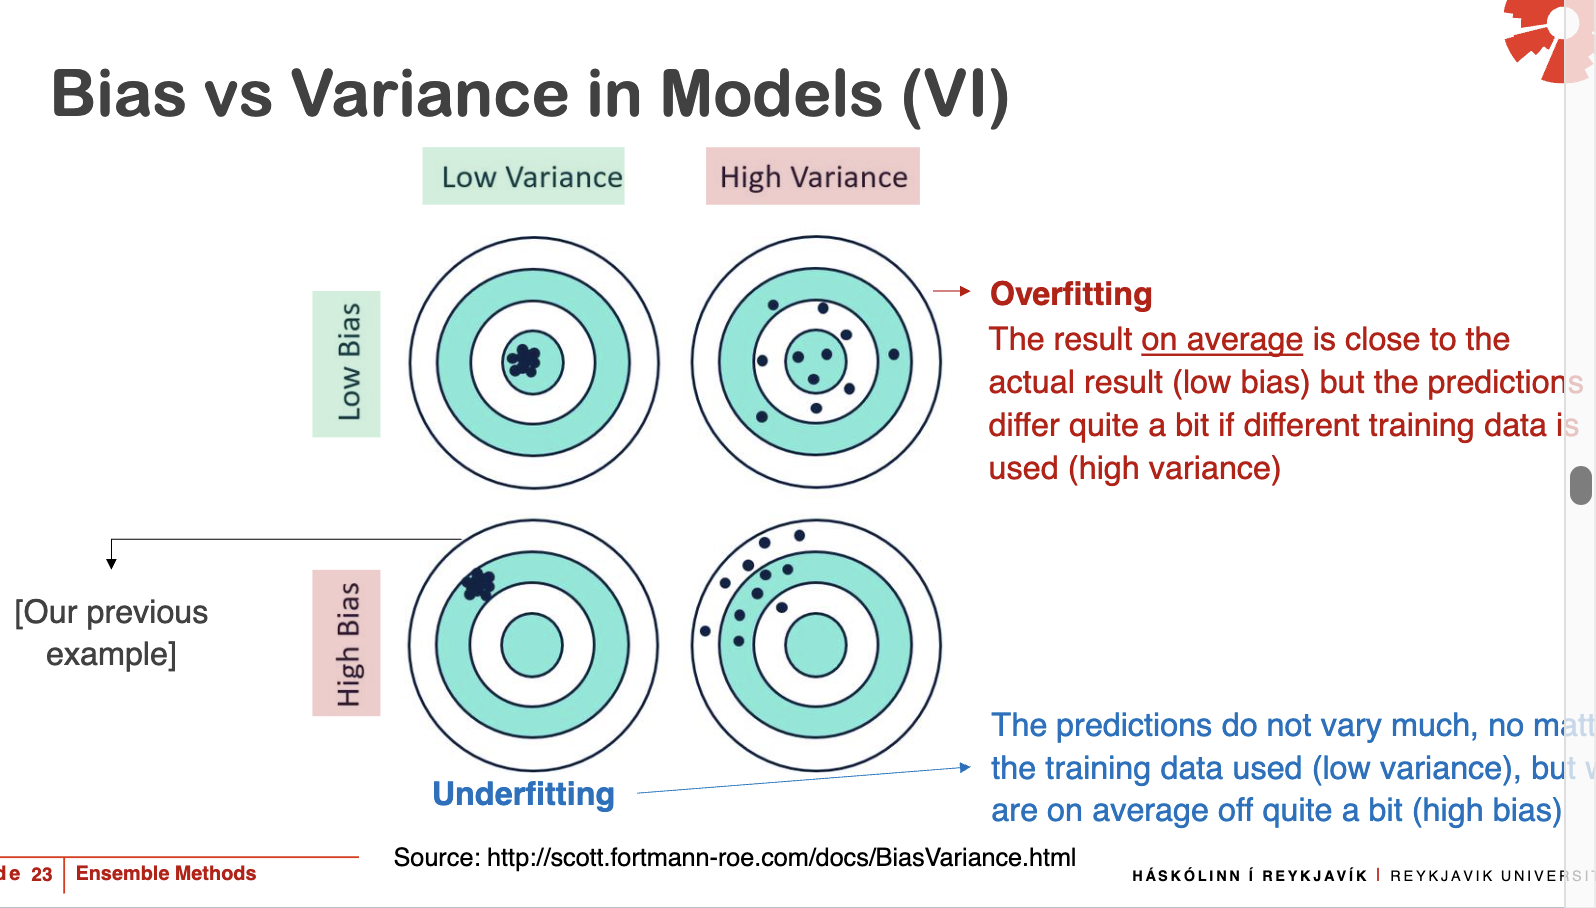 Bias vs Variance in Models (VI)
Low Variance
High Variance
Low Bias
Overfitting
The result on average is close to the
actual result (low bias) but the predictions
differ quite a bit if different training data is
used (high variance)
[Our previous
example]
High Bias
The predictions do not vary much, no matt
the training data used (low variance), but w
are on average off quite a bit (high bias)
Underfitting
Source: http://scott.fortmann-roe.com/docs/BiasVariance.html
de 23 Ensemble Methods
HÁSKÓLINN Í REYKJAVÍK | REYKJAVIK UNIVERSIT